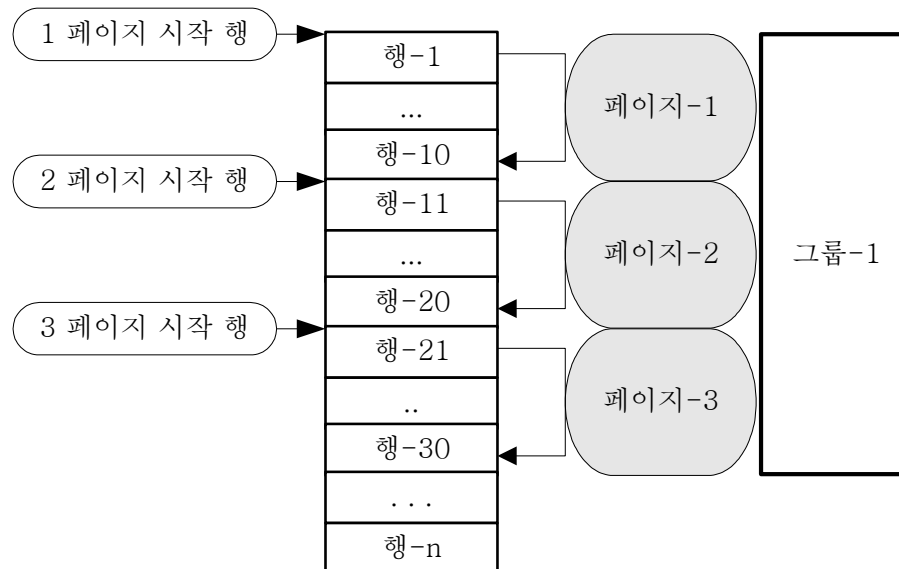 1 페이지 시작 행
행-1
...
행-10
2 페이지 시작 행
행-11
...
행-20
3 페이지 시작 행
행-21
..
행-30
. . .
행-n
페이지-1
페이지-2
페이지-3
그룹-1